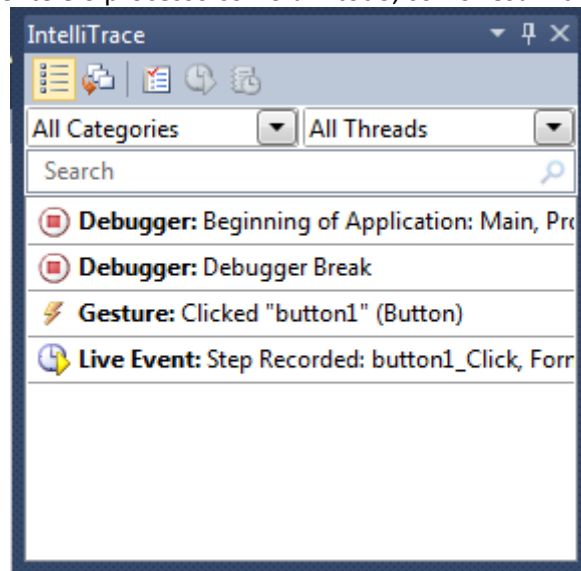 IntelliTrace
All Categories All Threads
Search
Debugger: Beginning of Application: Main, Pro
Debugger: Debugger Break
Gesture: Clicked "button1" (Button)
Live Event: Step Recorded: button1_Click, Forr